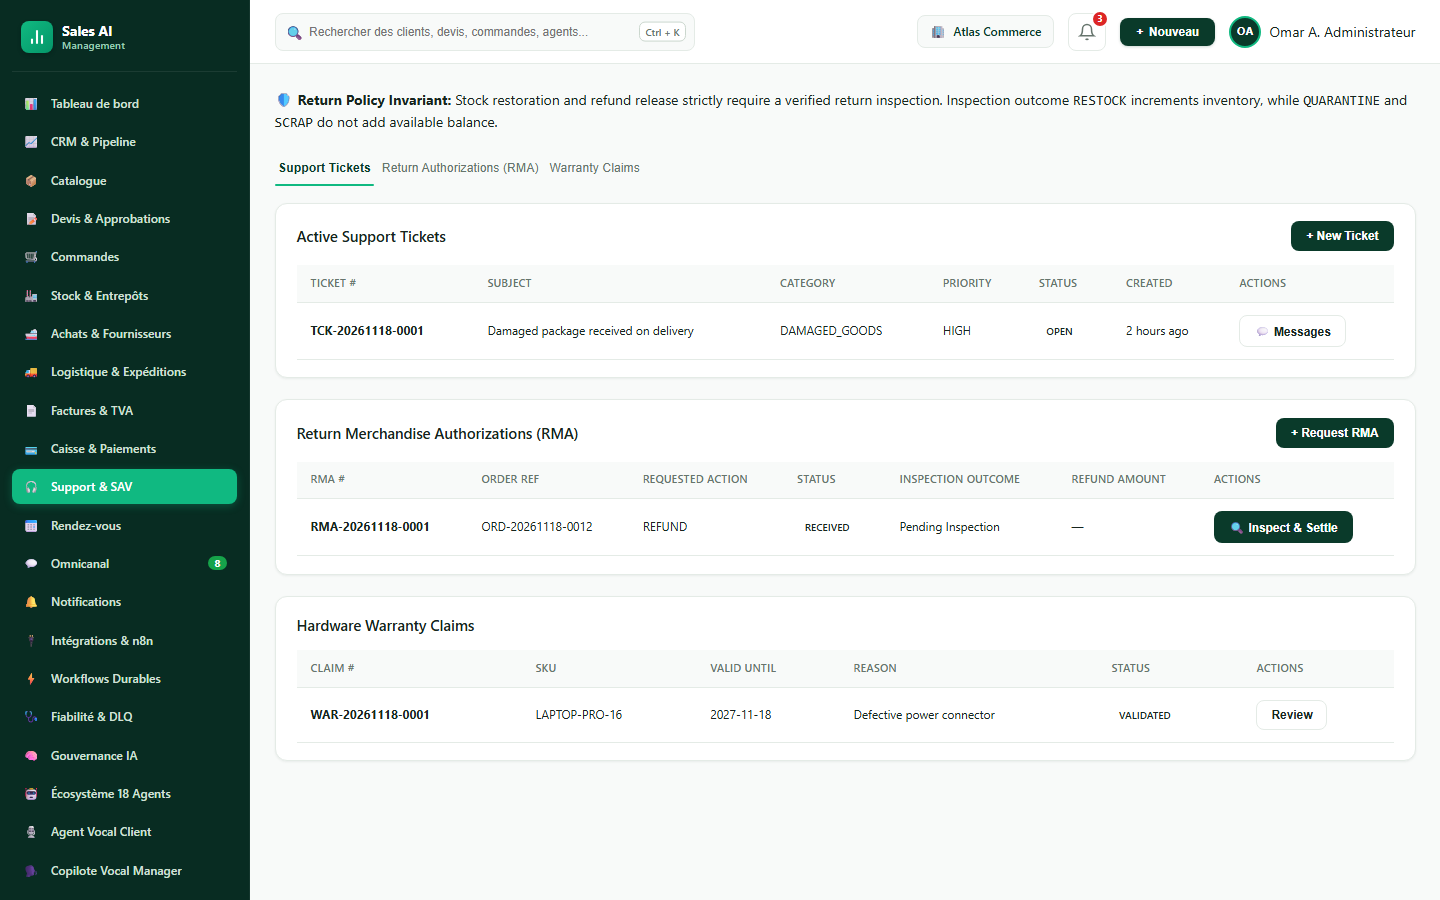 Sales AI
Management
Tableau de bord
CRM & Pipeline
Catalogue
Devis & Approbations
Commandes
Stock & Entrepôts
Achats & Fournisseurs
Logistique & Expéditions
Factures & TVA
Caisse & Paiements
Support & SAV
Rendez-vous
Omnicanal 8
Notifications
Intégrations & n8n
Workflows Durables
Fiabilité & DLQ
Gouvernance IA
Écosystème 18 Agents
Agent Vocal Client
Copilote Vocal Manager
Rechercher des clients, devis, commandes, agents... Ctrl + K
Atlas Commerce
3
+ Nouveau
OA Omar A. Administrateur
Return Policy Invariant: Stock restoration and refund release strictly require a verified return inspection. Inspection outcome RESTOCK increments inventory, while QUARANTINE and
SCRAP do not add available balance.
Support Tickets Return Authorizations (RMA) Warranty Claims
Active Support Tickets + New Ticket
TICKET # SUBJECT CATEGORY PRIORITY STATUS CREATED ACTIONS
TCK-20261118-0001 Damaged package received on delivery DAMAGED_GOODS HIGH OPEN 2 hours ago Messages
Return Merchandise Authorizations (RMA) + Request RMA
RMA # ORDER REF REQUESTED ACTION STATUS INSPECTION OUTCOME REFUND AMOUNT ACTIONS
RMA-20261118-0001 ORD-20261118-0012 REFUND RECEIVED Pending Inspection — Inspect & Settle
Hardware Warranty Claims
CLAIM # SKU VALID UNTIL REASON STATUS ACTIONS
WAR-20261118-0001 LAPTOP-PRO-16 2027-11-18 Defective power connector VALIDATED Review